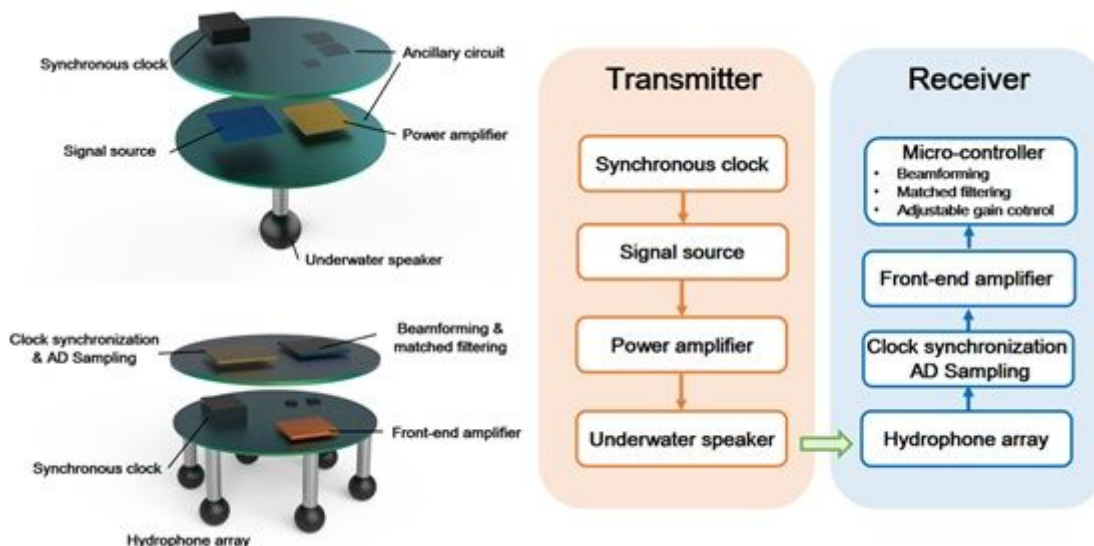 Synchronous clock
Ancillary circuit
Signal source
Power amplifier
Underwater speaker
Clock synchronization
& AD Sampling
Beamforming &
matched filtering
Front-end amplifier
Synchronous clock
Hydrophone array
Transmitter
Synchronous clock
Signal source
Power amplifier
Underwater speaker
Receiver
Micro-controller
• Beamforming
• Matched filtering
• Adjustable gain cotnrol
Front-end amplifier
Clock synchronization
AD Sampling
Hydrophone array